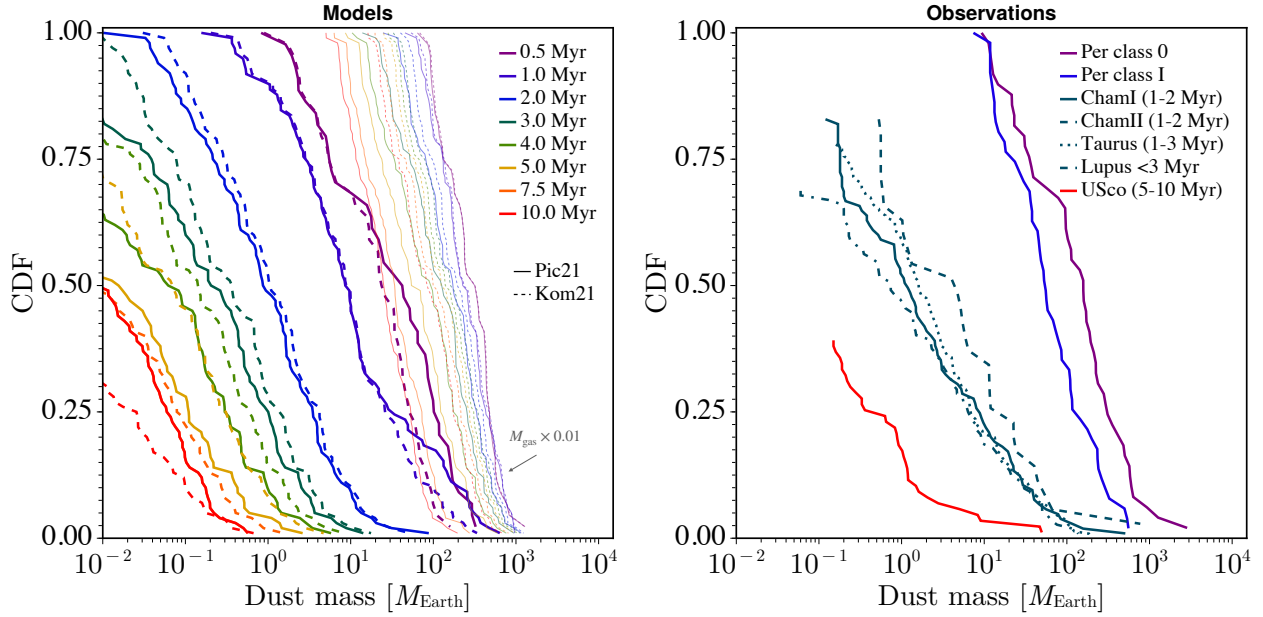 Models
CDF
1.00
0.75
0.50
0.25
0.00
0.5 Myr
1.0 Myr
2.0 Myr
3.0 Myr
4.0 Myr
5.0 Myr
7.5 Myr
10.0 Myr
Pic21
Kom21
M_gas × 0.01
10^-2 10^-1 10^0 10^1 10^2 10^3 10^4
Dust mass [M_Earth]
Observations
CDF
1.00
0.75
0.50
0.25
0.00
Per class 0
Per class I
ChamI (1-2 Myr)
ChamII (1-2 Myr)
Taurus (1-3 Myr)
Lupus <3 Myr
USco (5-10 Myr)
10^-2 10^-1 10^0 10^1 10^2 10^3 10^4
Dust mass [M_Earth]